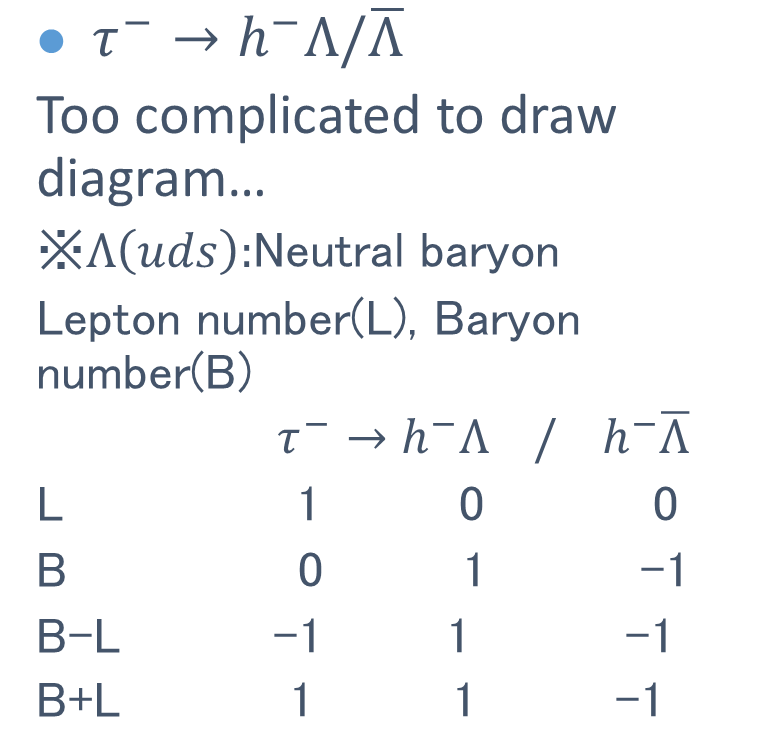 ● τ⁻ → h⁻Λ/Λ̅
Too complicated to draw
diagram...
※Λ(uds):Neutral baryon
Lepton number(L), Baryon
number(B)
τ⁻ → h⁻Λ / h⁻Λ̅
L 1 0 0
B 0 1 −1
B−L −1 1 −1
B+L 1 1 −1